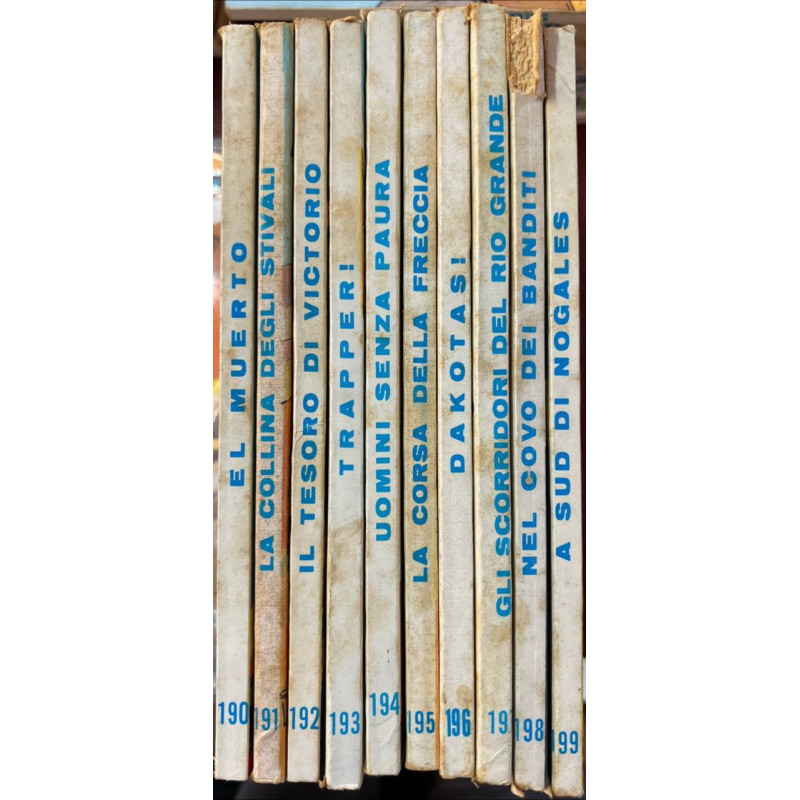 EL MUERTO
190
LA COLLINA DEGLI STIVALI
191
IL TESORO DI VICTORIO
192
TRAPPER!
193
UOMINI SENZA PAURA
194
LA CORSA DELLA FRECCIA
195
DAKOTAS!
196
GLI SCORRIDORI DEL RIO GRANDE
197
NEL COVO DEI BANDITI
198
A SUD DI NOGALES
199